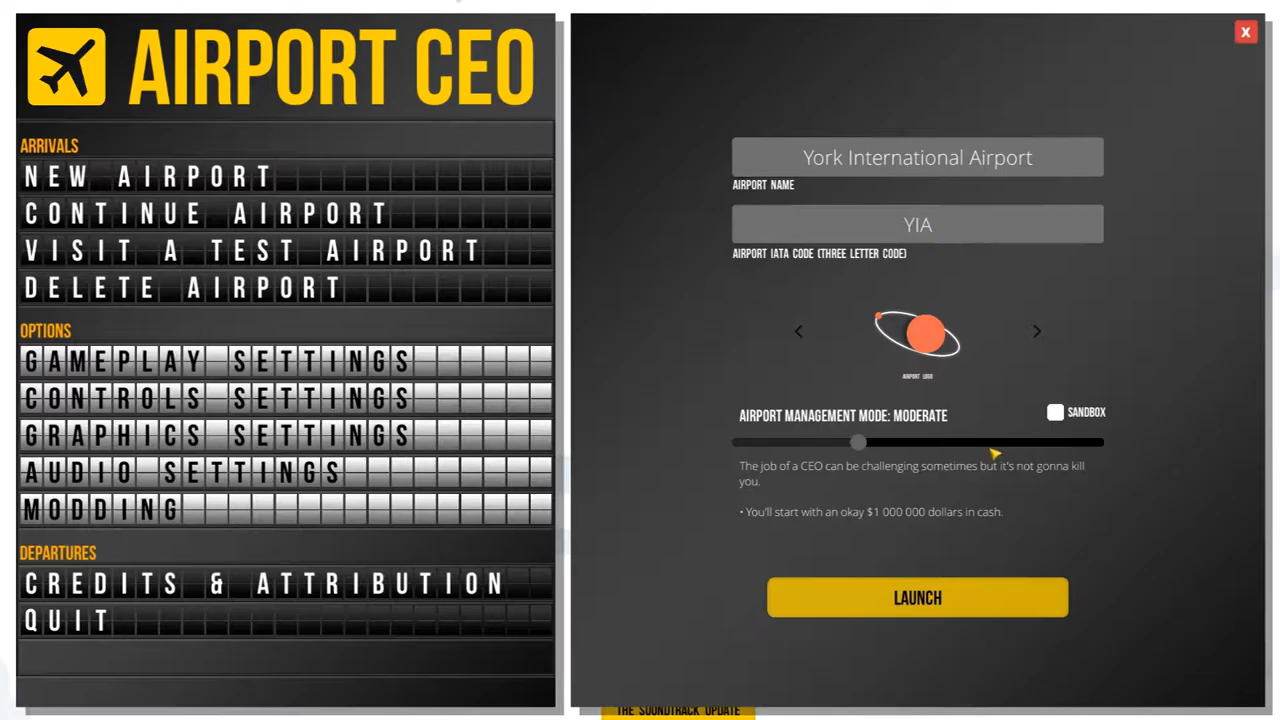 AIRPORT CEO
ARRIVALS
NEW AIRPORT
CONTINUE AIRPORT
VISIT A TEST AIRPORT
DELETE AIRPORT
OPTIONS
GAMEPLAY SETTINGS
CONTROLS SETTINGS
GRAPHICS SETTINGS
AUDIO SETTINGS
MODDING
DEPARTURES
CREDITS & ATTRIBUTION
QUIT
X
York International Airport
AIRPORT NAME
YIA
AIRPORT IATA CODE (THREE LETTER CODE)
<
>
AIRPORT LOGO
AIRPORT MANAGEMENT MODE: MODERATE
SANDBOX
The job of a CEO can be challenging sometimes but it's not gonna kill
you.
• You'll start with an okay $1 000 000 dollars in cash.
LAUNCH
THE SOUNDTRACK UPDATE